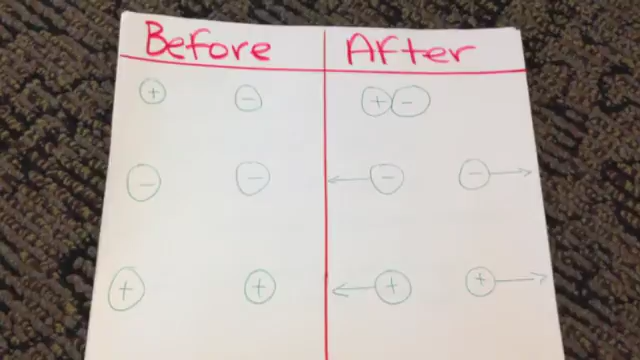 Before After
+ - + -
- - - -
+ + + +